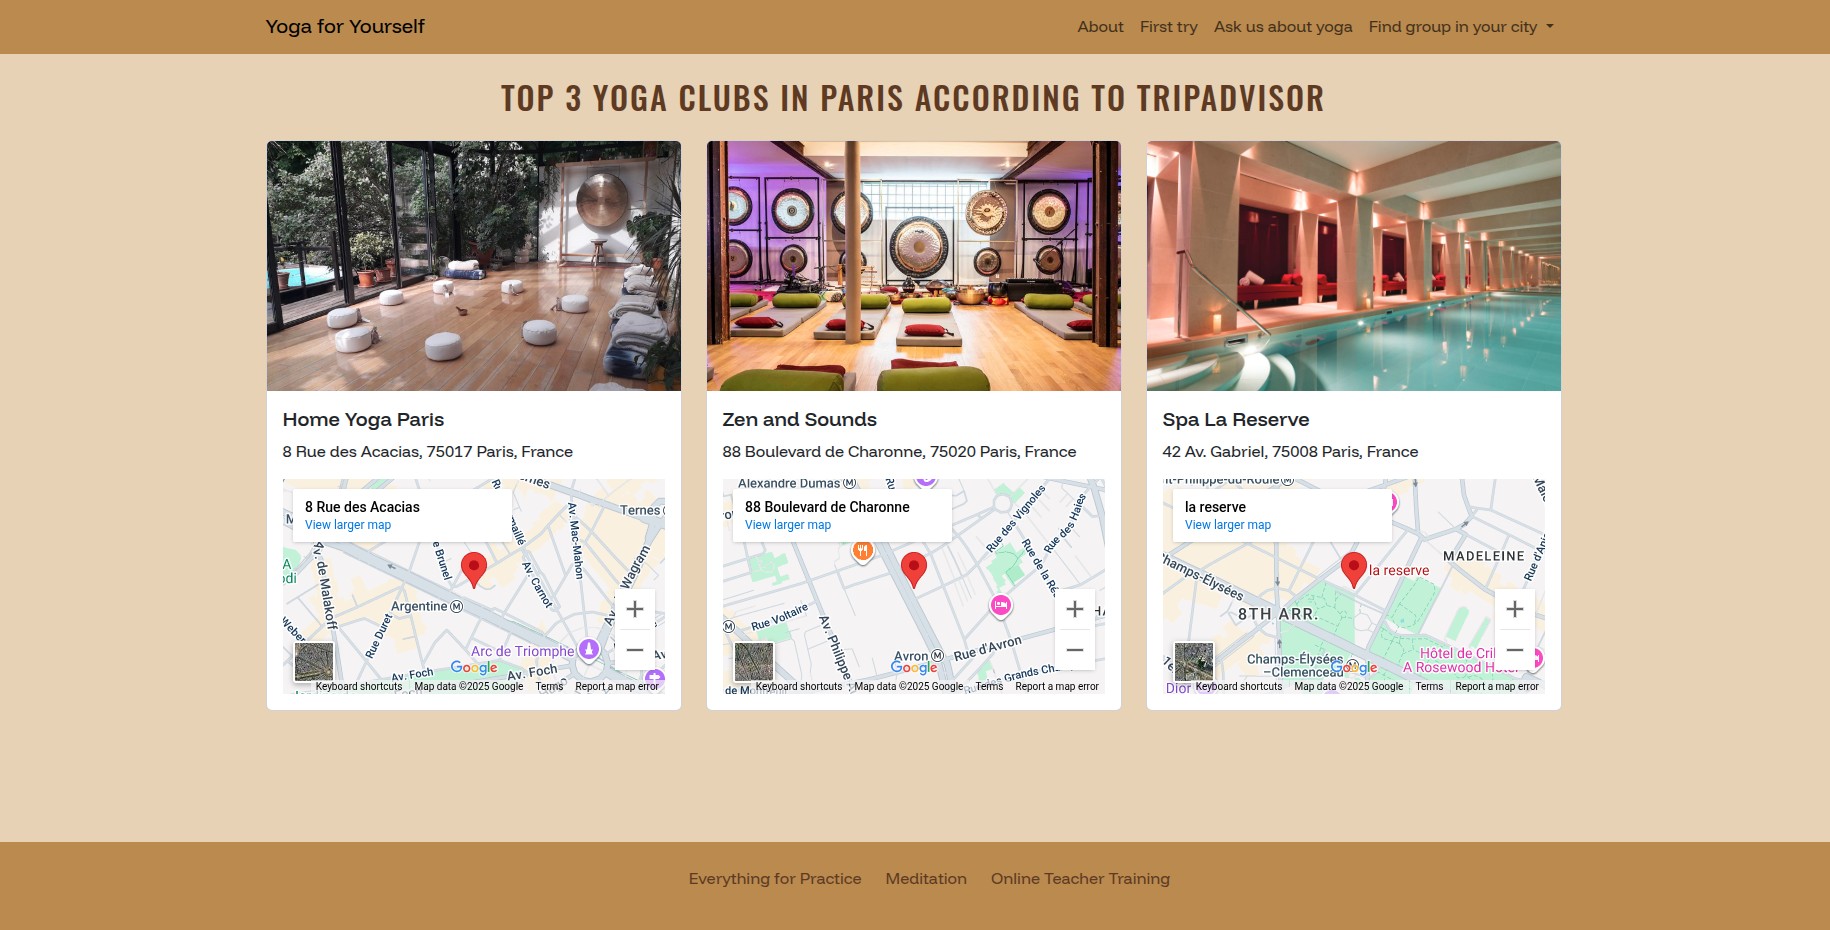 Yoga for Yourself
About First try Ask us about yoga Find group in your city
TOP 3 YOGA CLUBS IN PARIS ACCORDING TO TRIPADVISOR
Home Yoga Paris
8 Rue des Acacias, 75017 Paris, France
8 Rue des Acacias
View larger map
Ternes
Av. de Malakoff
Av. Mac-Mahon
Av. Carnot
Wagram
Argentine
Rue Duret
Weber
Arc de Triomphe
Av. Foch
Av. Foch
Google
Keyboard shortcuts Map data ©2025 Google Terms Report a map error
Zen and Sounds
88 Boulevard de Charonne, 75020 Paris, France
Alexandre Dumas
88 Boulevard de Charonne
View larger map
Rue des Vignoles
Rue des Haies
Rue de la
Rue Voltaire
Av. Philippe
Avron
Rue d'Avron
Google
Grands
Keyboard shortcuts Map data ©2025 Google Terms Report a map error
Spa La Reserve
42 Av. Gabriel, 75008 Paris, France
la reserve
View larger map
MADELEINE
la reserve
8TH ARR.
Champs-Élysées
–Clemenceau
Hôtel de
A Rosewood
Google
Dior
Keyboard shortcuts Map data ©2025 Google Terms Report a map error
Everything for Practice Meditation Online Teacher Training